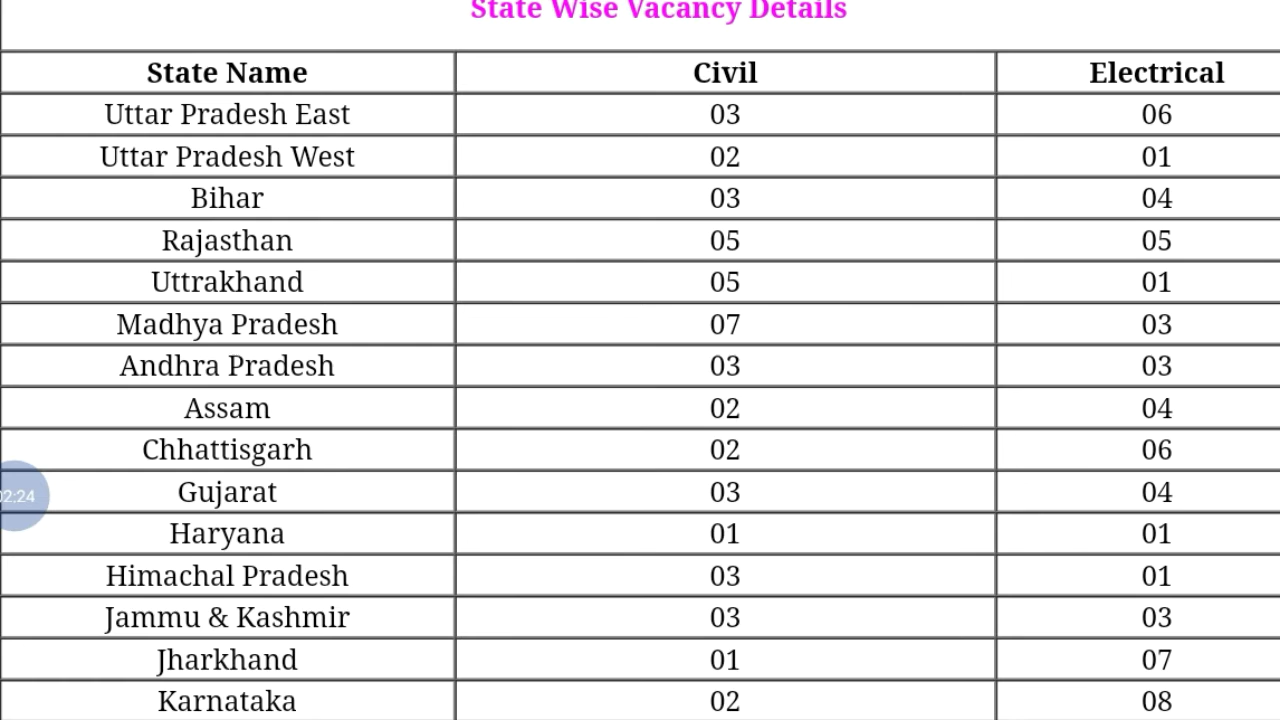 State Wise Vacancy Details
State Name Civil Electrical
Uttar Pradesh East 03 06
Uttar Pradesh West 02 01
Bihar 03 04
Rajasthan 05 05
Uttrakhand 05 01
Madhya Pradesh 07 03
Andhra Pradesh 03 03
Assam 02 04
Chhattisgarh 02 06
Gujarat 03 04
02:24
Haryana 01 01
Himachal Pradesh 03 01
Jammu & Kashmir 03 03
Jharkhand 01 07
Karnataka 02 08